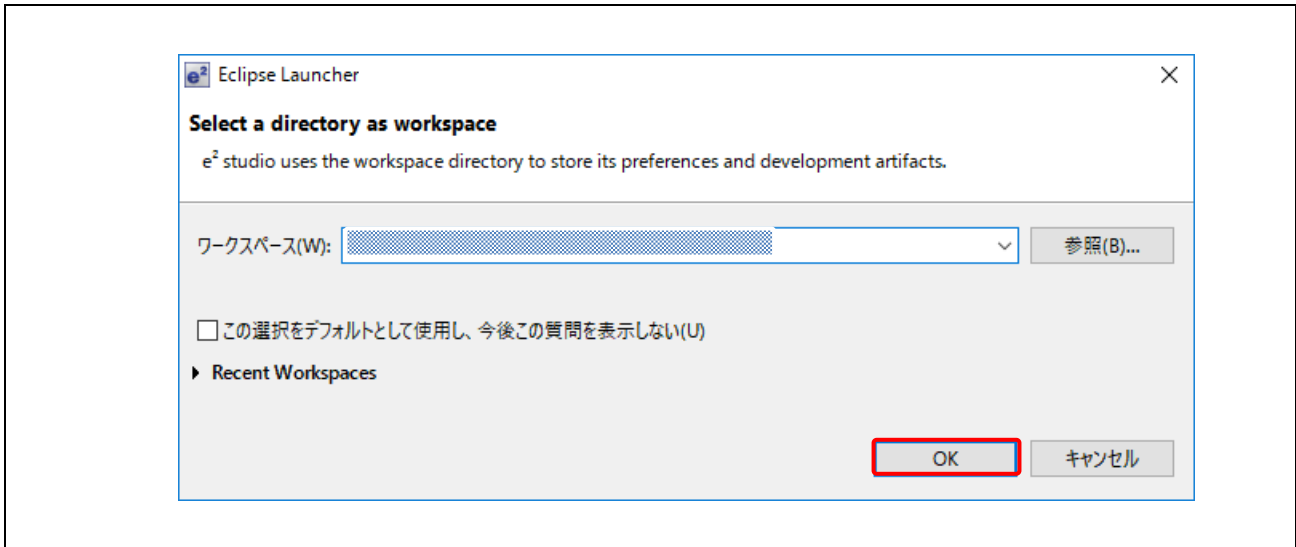 e² Eclipse Launcher
Select a directory as workspace
e² studio uses the workspace directory to store its preferences and development artifacts.
ワークスペース(W): 参照(B)...
この選択をデフォルトとして使用し、今後この質問を表示しない(U)
Recent Workspaces
OK キャンセル